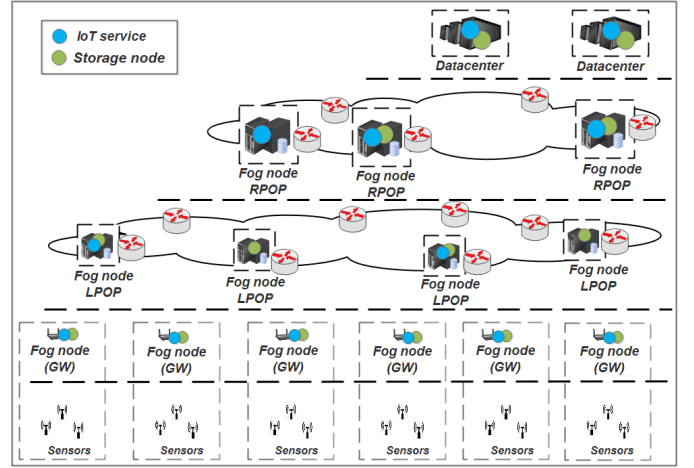 IoT service
Storage node
Datacenter
Datacenter
Fog node
RPOP
Fog node
RPOP
Fog node
RPOP
Fog node
LPOP
Fog node
LPOP
Fog node
LPOP
Fog node
LPOP
Fog node
(GW)
Fog node
(GW)
Fog node
(GW)
Fog node
(GW)
Fog node
(GW)
Fog node
(GW)
Sensors
Sensors
Sensors
Sensors
Sensors
Sensors